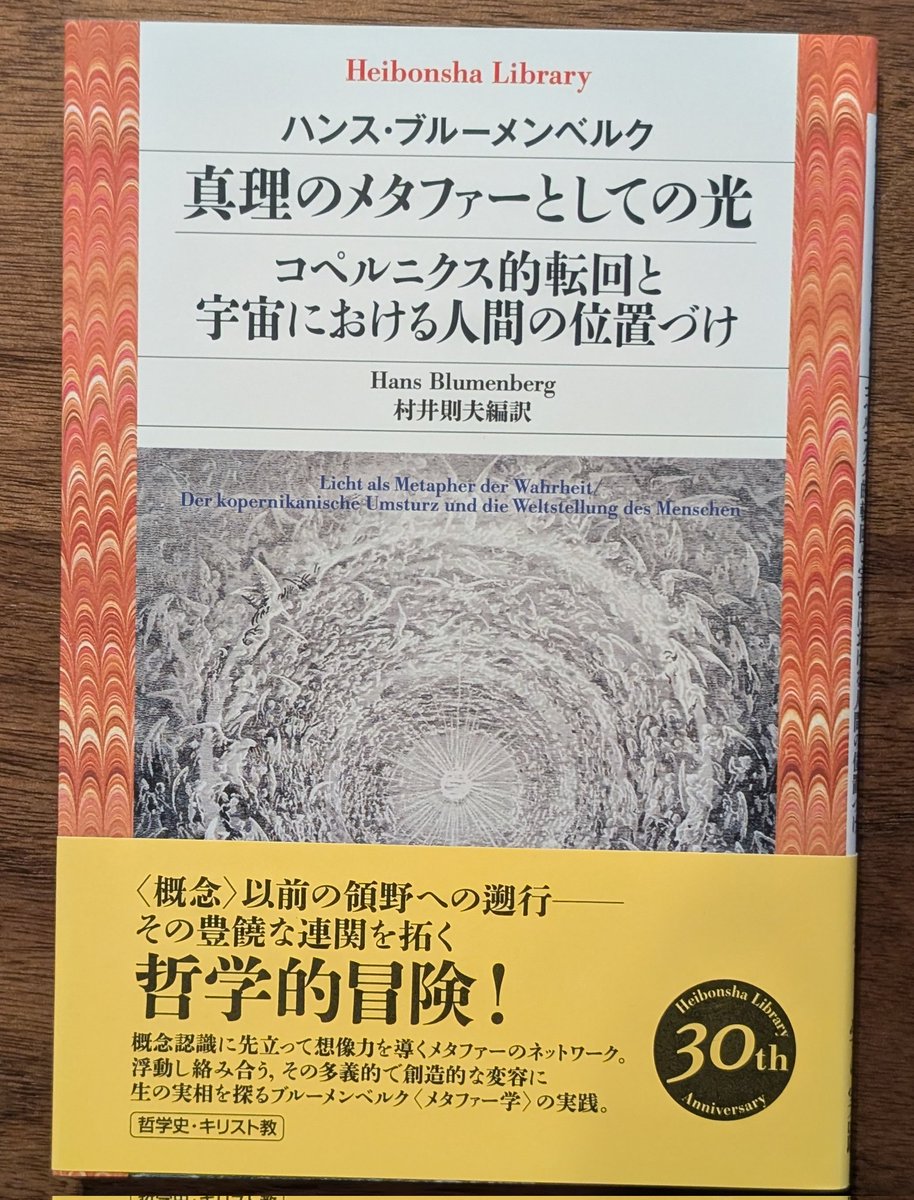 Heibonsha Library
ハンス・ブルーメンベルク
真理のメタファーとしての光
コペルニクス的転回と
宇宙における人間の位置づけ
Hans Blumenberg
村井則夫編訳
Licht als Metapher der Wahrheit/
Der kopernikanische Umsturz und die Weltstellung des Menschen
〈概念〉以前の領野への遡行――
その豊饒な連関を拓く
哲学的冒険!
概念認識に先立って想像力を導くメタファーのネットワーク。
浮動し絡み合う、その多義的で創造的な変容に
生の実相を探るブルーメンベルク〈メタファー学〉の実践。
哲学史・キリスト教
Heibonsha Library
30th
Anniversary